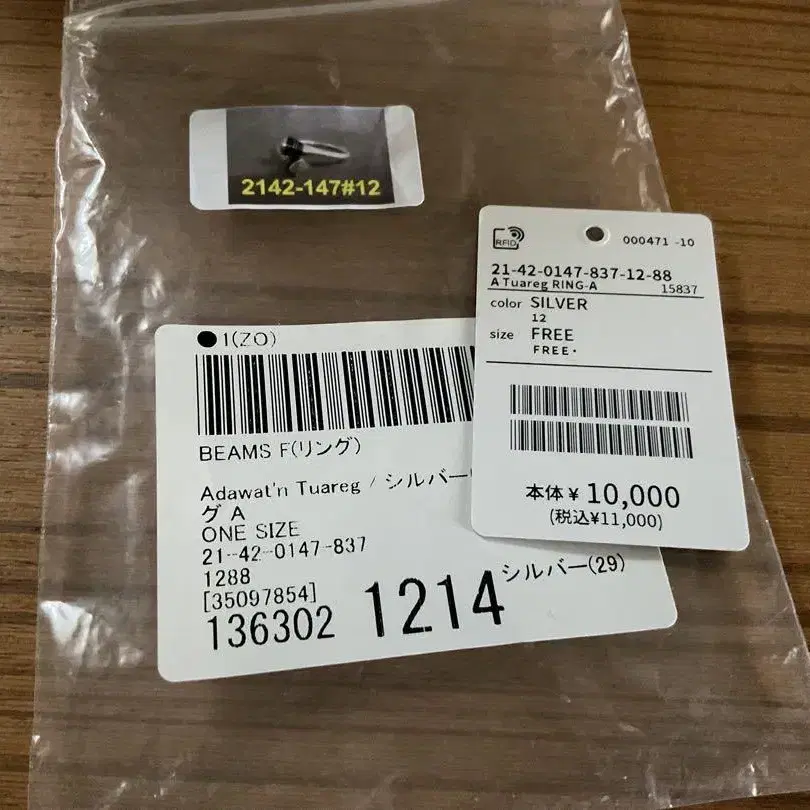 2142-147#12
RFID
000471 -10
21-42-0147-837-12-88
A Tuareg RING-A 15837
color SILVER
12
size FREE
FREE・
本体¥ 10,000
(税込¥11,000)
●1(ZO)
BEAMS F(リング)
Adawat'n Tuareg / シルバー
グ A
ONE SIZE
21-42-0147-837
1288
[35097854]
シルバー(29)
136302 1214